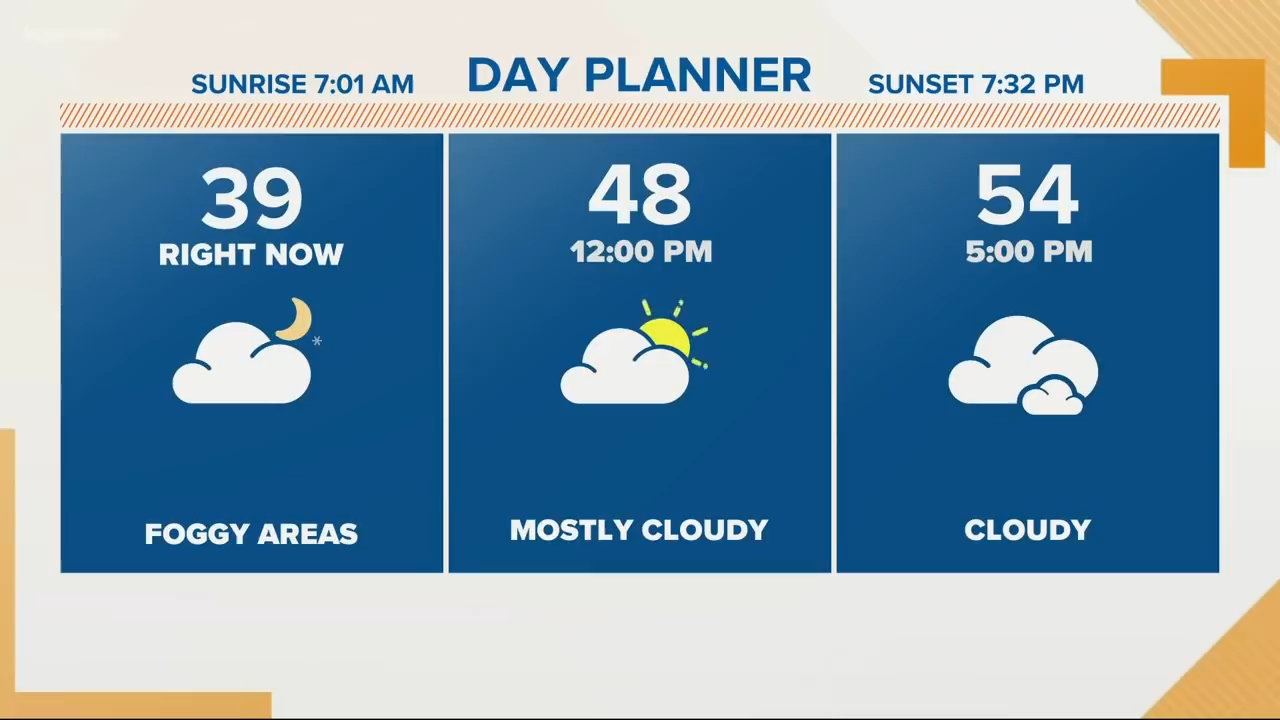 SUNRISE 7:01 AM
DAY PLANNER
SUNSET 7:32 PM
39
RIGHT NOW
FOGGY AREAS
48
12:00 PM
MOSTLY CLOUDY
54
5:00 PM
CLOUDY